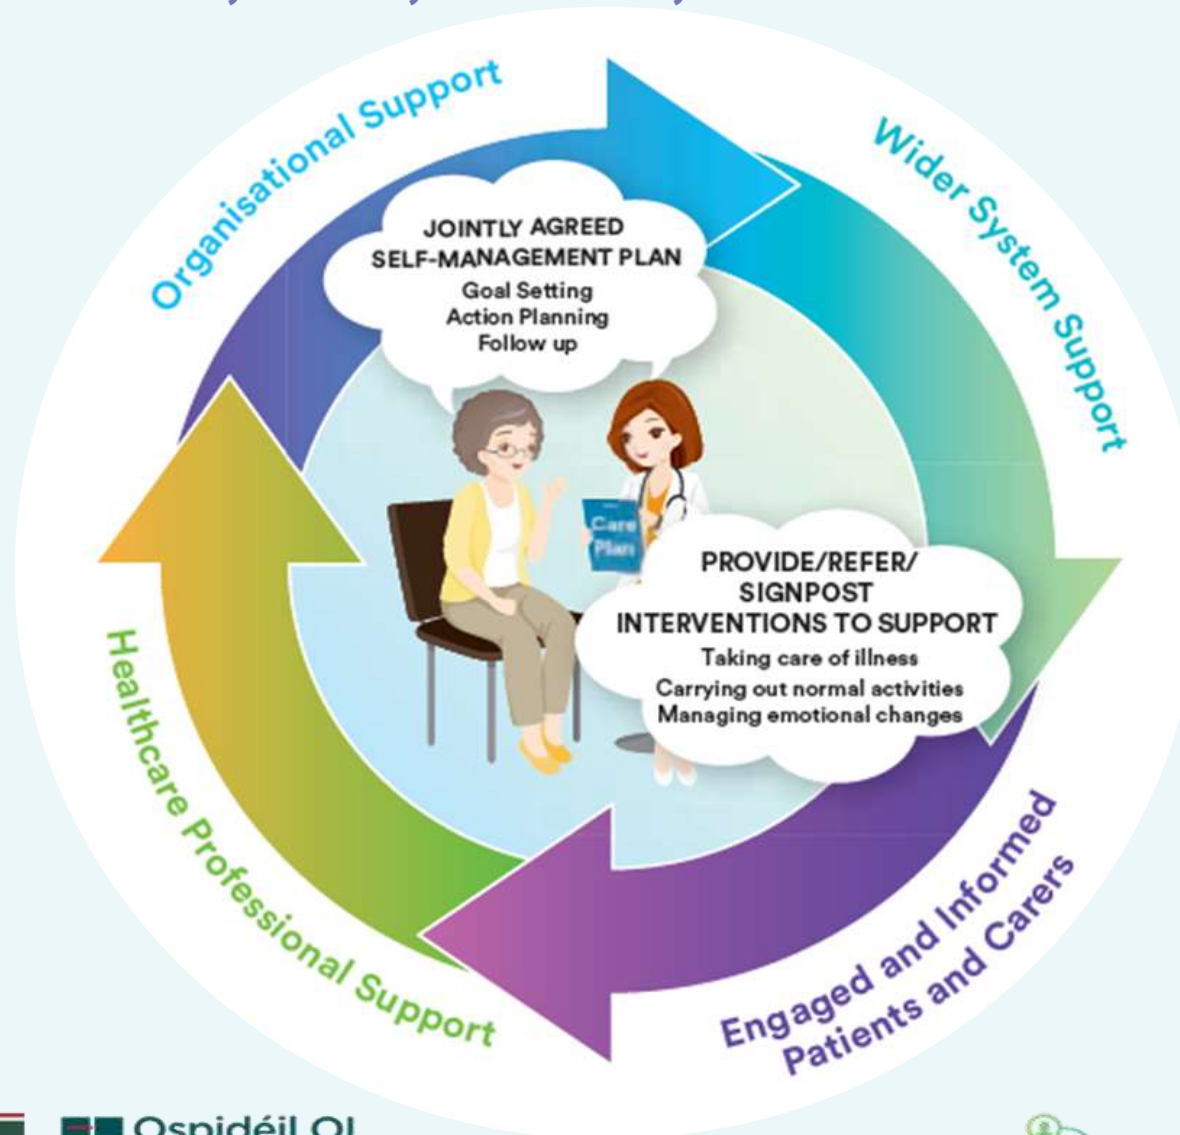 Organisational Support
Wider System Support
JOINTLY AGREED
SELF-MANAGEMENT PLAN
Goal Setting
Action Planning
Follow up
Care
Plan
PROVIDE/REFER/
SIGNPOST
INTERVENTIONS TO SUPPORT
Taking care of illness
Carrying out normal activities
Managing emotional changes
Healthcare Professional Support
Engaged and Informed
Patients and Carers
Ospidéil OL